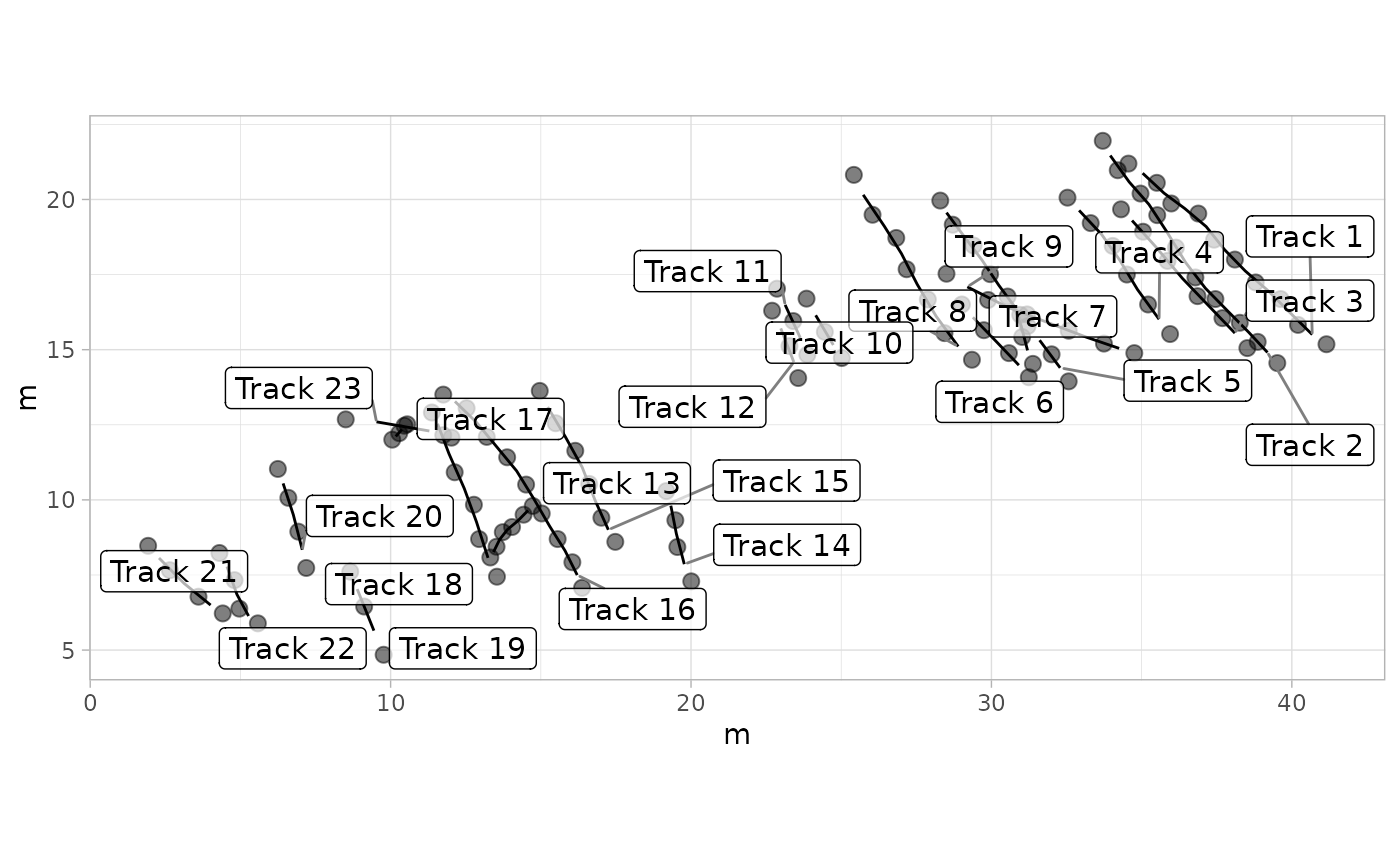 Track 1
Track 9
Track 4
Track 11
Track 3
Track 8
Track 7
Track 10
Track 23
Track 5
Track 12
Track 6
Track 17
Track 2
Track 13
Track 15
Track 20
Track 14
Track 21
Track 18
Track 16
Track 22
Track 19
20
15
10
5
m
0
10
20
30
40
m